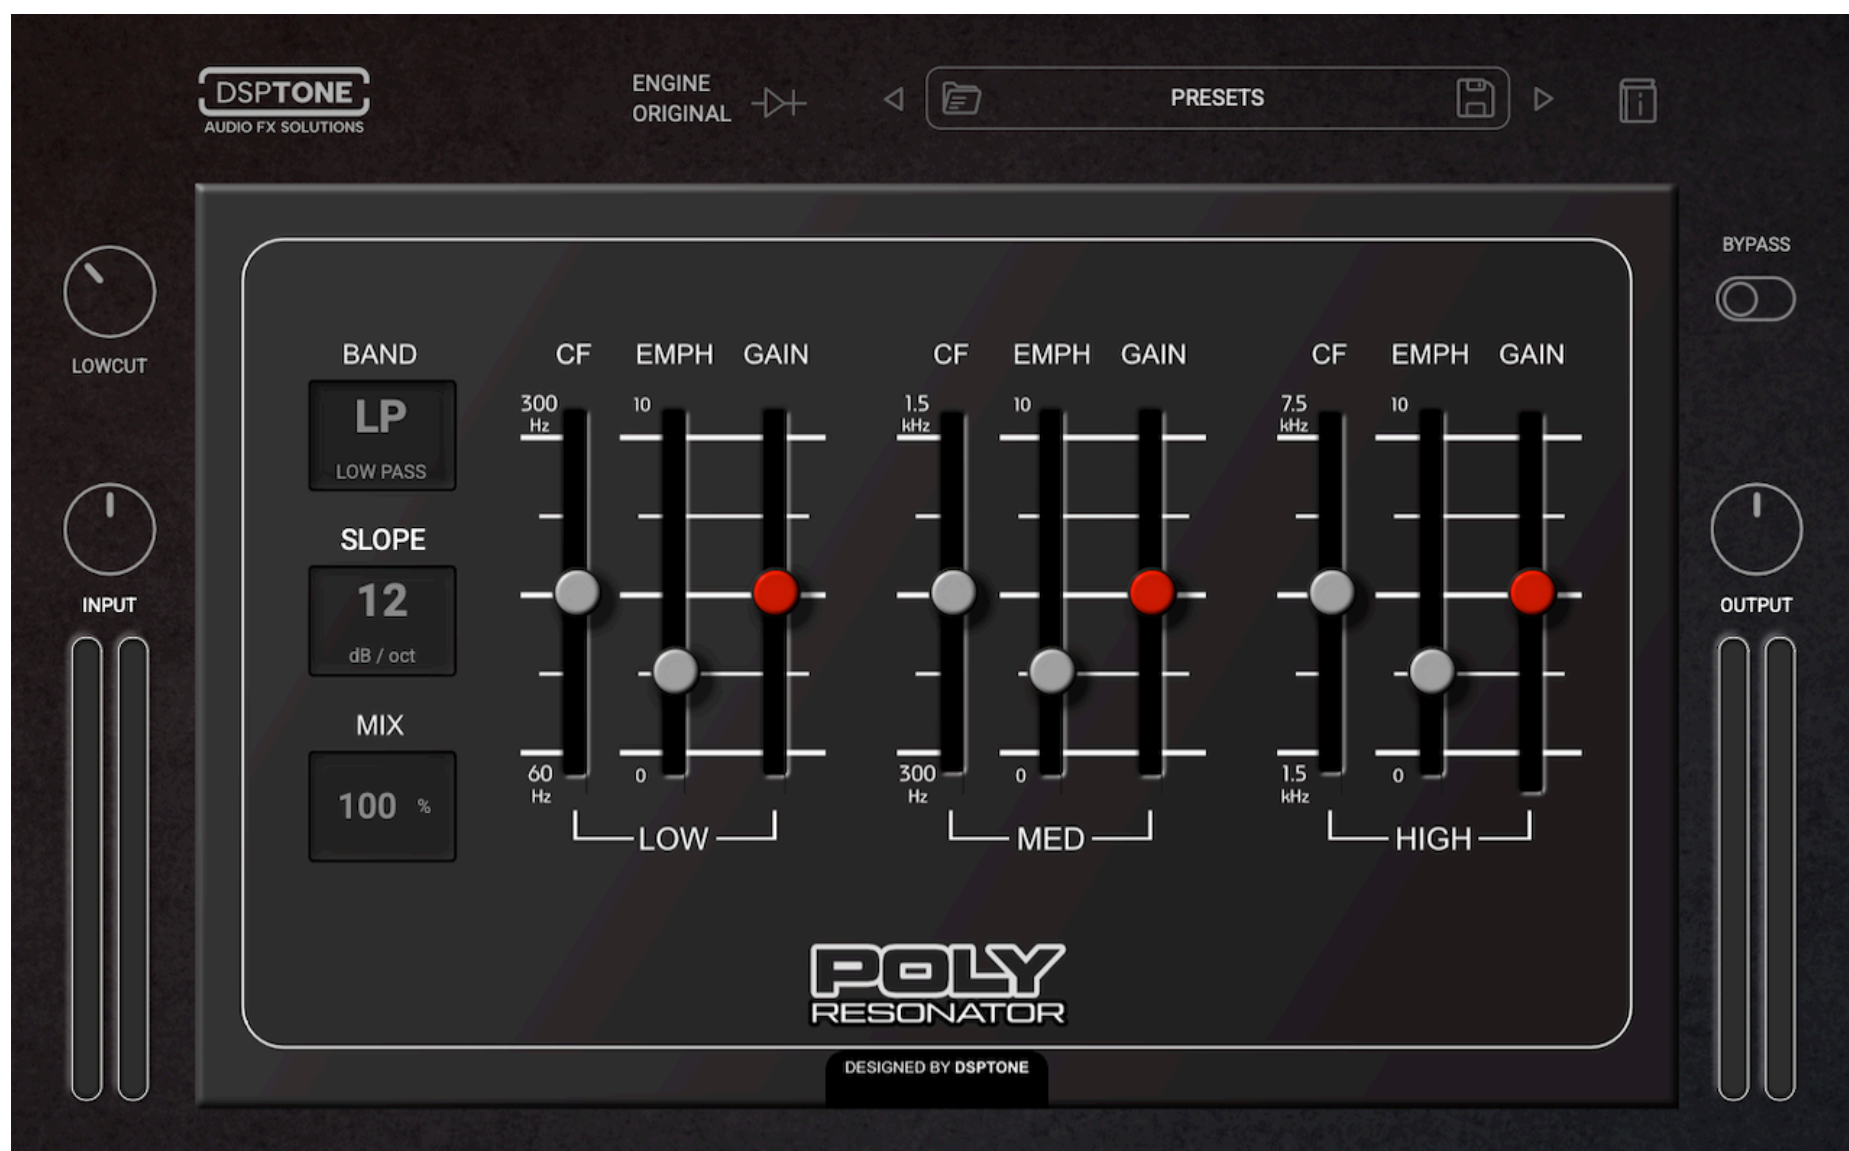 DSPTONE
AUDIO FX SOLUTIONS
ENGINE
ORIGINAL
PRESETS
LOWCUT
INPUT
BYPASS
OUTPUT
BAND
LP
LOW PASS
SLOPE
12
dB / oct
MIX
100 %
CF EMPH GAIN
300
Hz
10
60
Hz
0
LOW
CF EMPH GAIN
1.5
kHz
10
300
Hz
0
MED
CF EMPH GAIN
7.5
kHz
10
1.5
kHz
0
HIGH
POLY
RESONATOR
DESIGNED BY DSPTONE